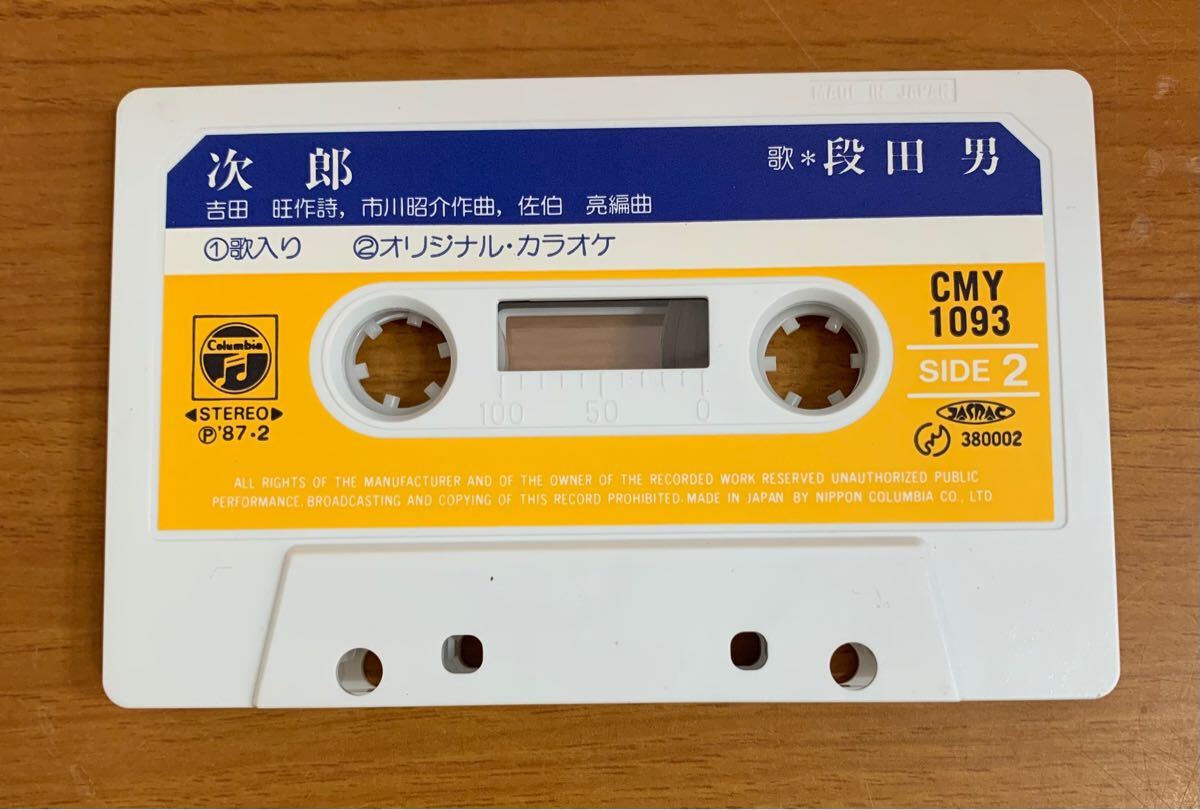 MADE IN JAPAN
次郎
歌*段田男
吉田 旺作詩, 市川昭介作曲, 佐伯 亮編曲
①歌入り ②オリジナル・カラオケ
CMY
1093
SIDE 2
Columbia
◀STEREO▶
Ⓟ'87・2
100 50 0
JASRAC
380002
ALL RIGHTS OF THE MANUFACTURER AND OF THE OWNER OF THE RECORDED WORK RESERVED UNAUTHORIZED PUBLIC
PERFORMANCE, BROADCASTING AND COPYING OF THIS RECORD PROHIBITED. MADE IN JAPAN BY NIPPON COLUMBIA CO., LTD